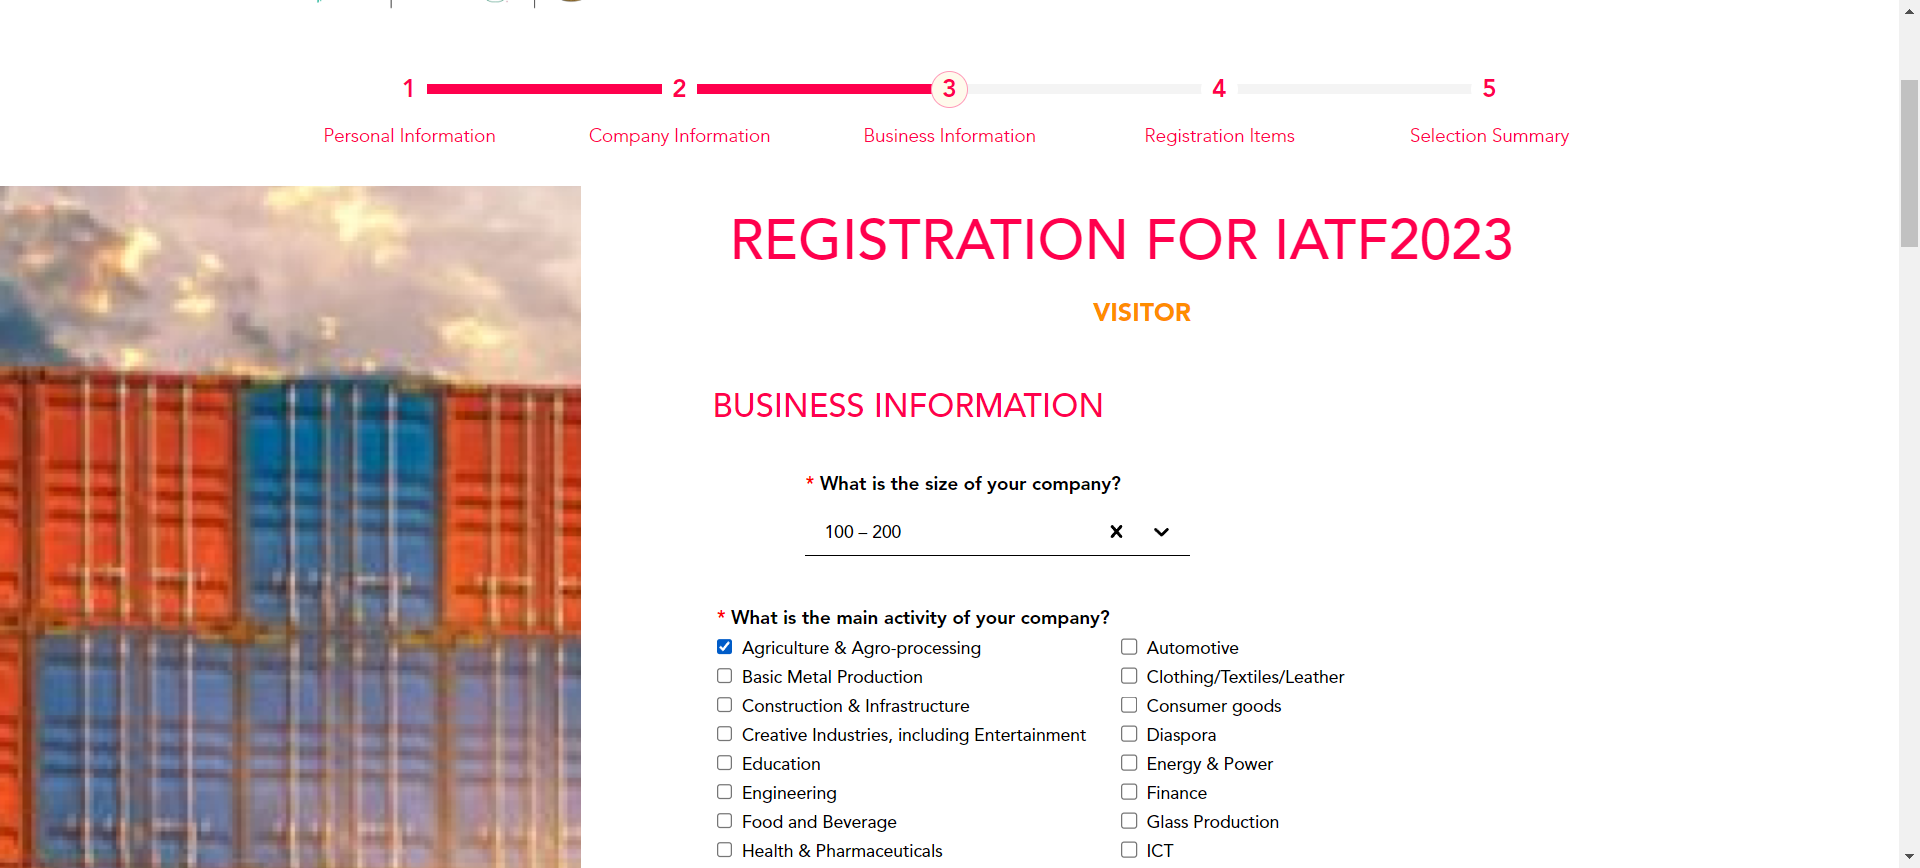 1 2 3 4 5
Personal Information Company Information Business Information Registration Items Selection Summary
REGISTRATION FOR IATF2023
VISITOR
BUSINESS INFORMATION
* What is the size of your company?
100 – 200
* What is the main activity of your company?
Agriculture & Agro-processing Automotive
Basic Metal Production Clothing/Textiles/Leather
Construction & Infrastructure Consumer goods
Creative Industries, including Entertainment Diaspora
Education Energy & Power
Engineering Finance
Food and Beverage Glass Production
Health & Pharmaceuticals ICT